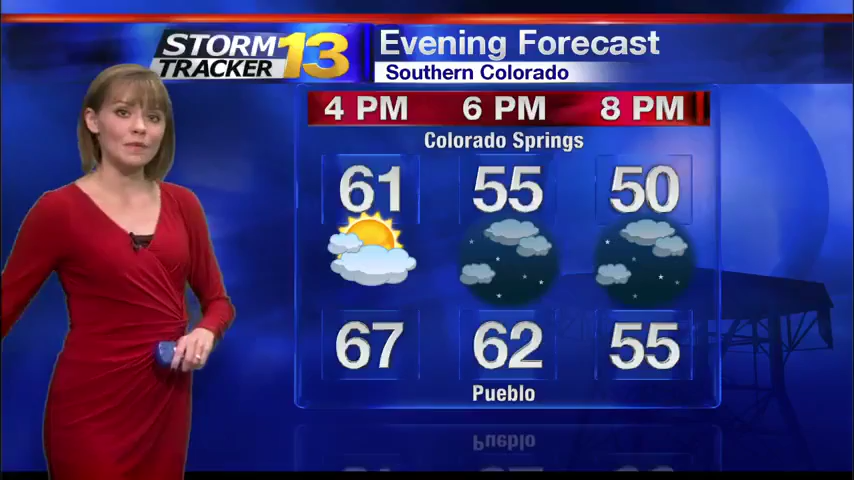 STORM 13
TRACKER
Evening Forecast
Southern Colorado
4 PM 6 PM 8 PM
Colorado Springs
61 55 50
67 62 55
Pueblo
Pueblo